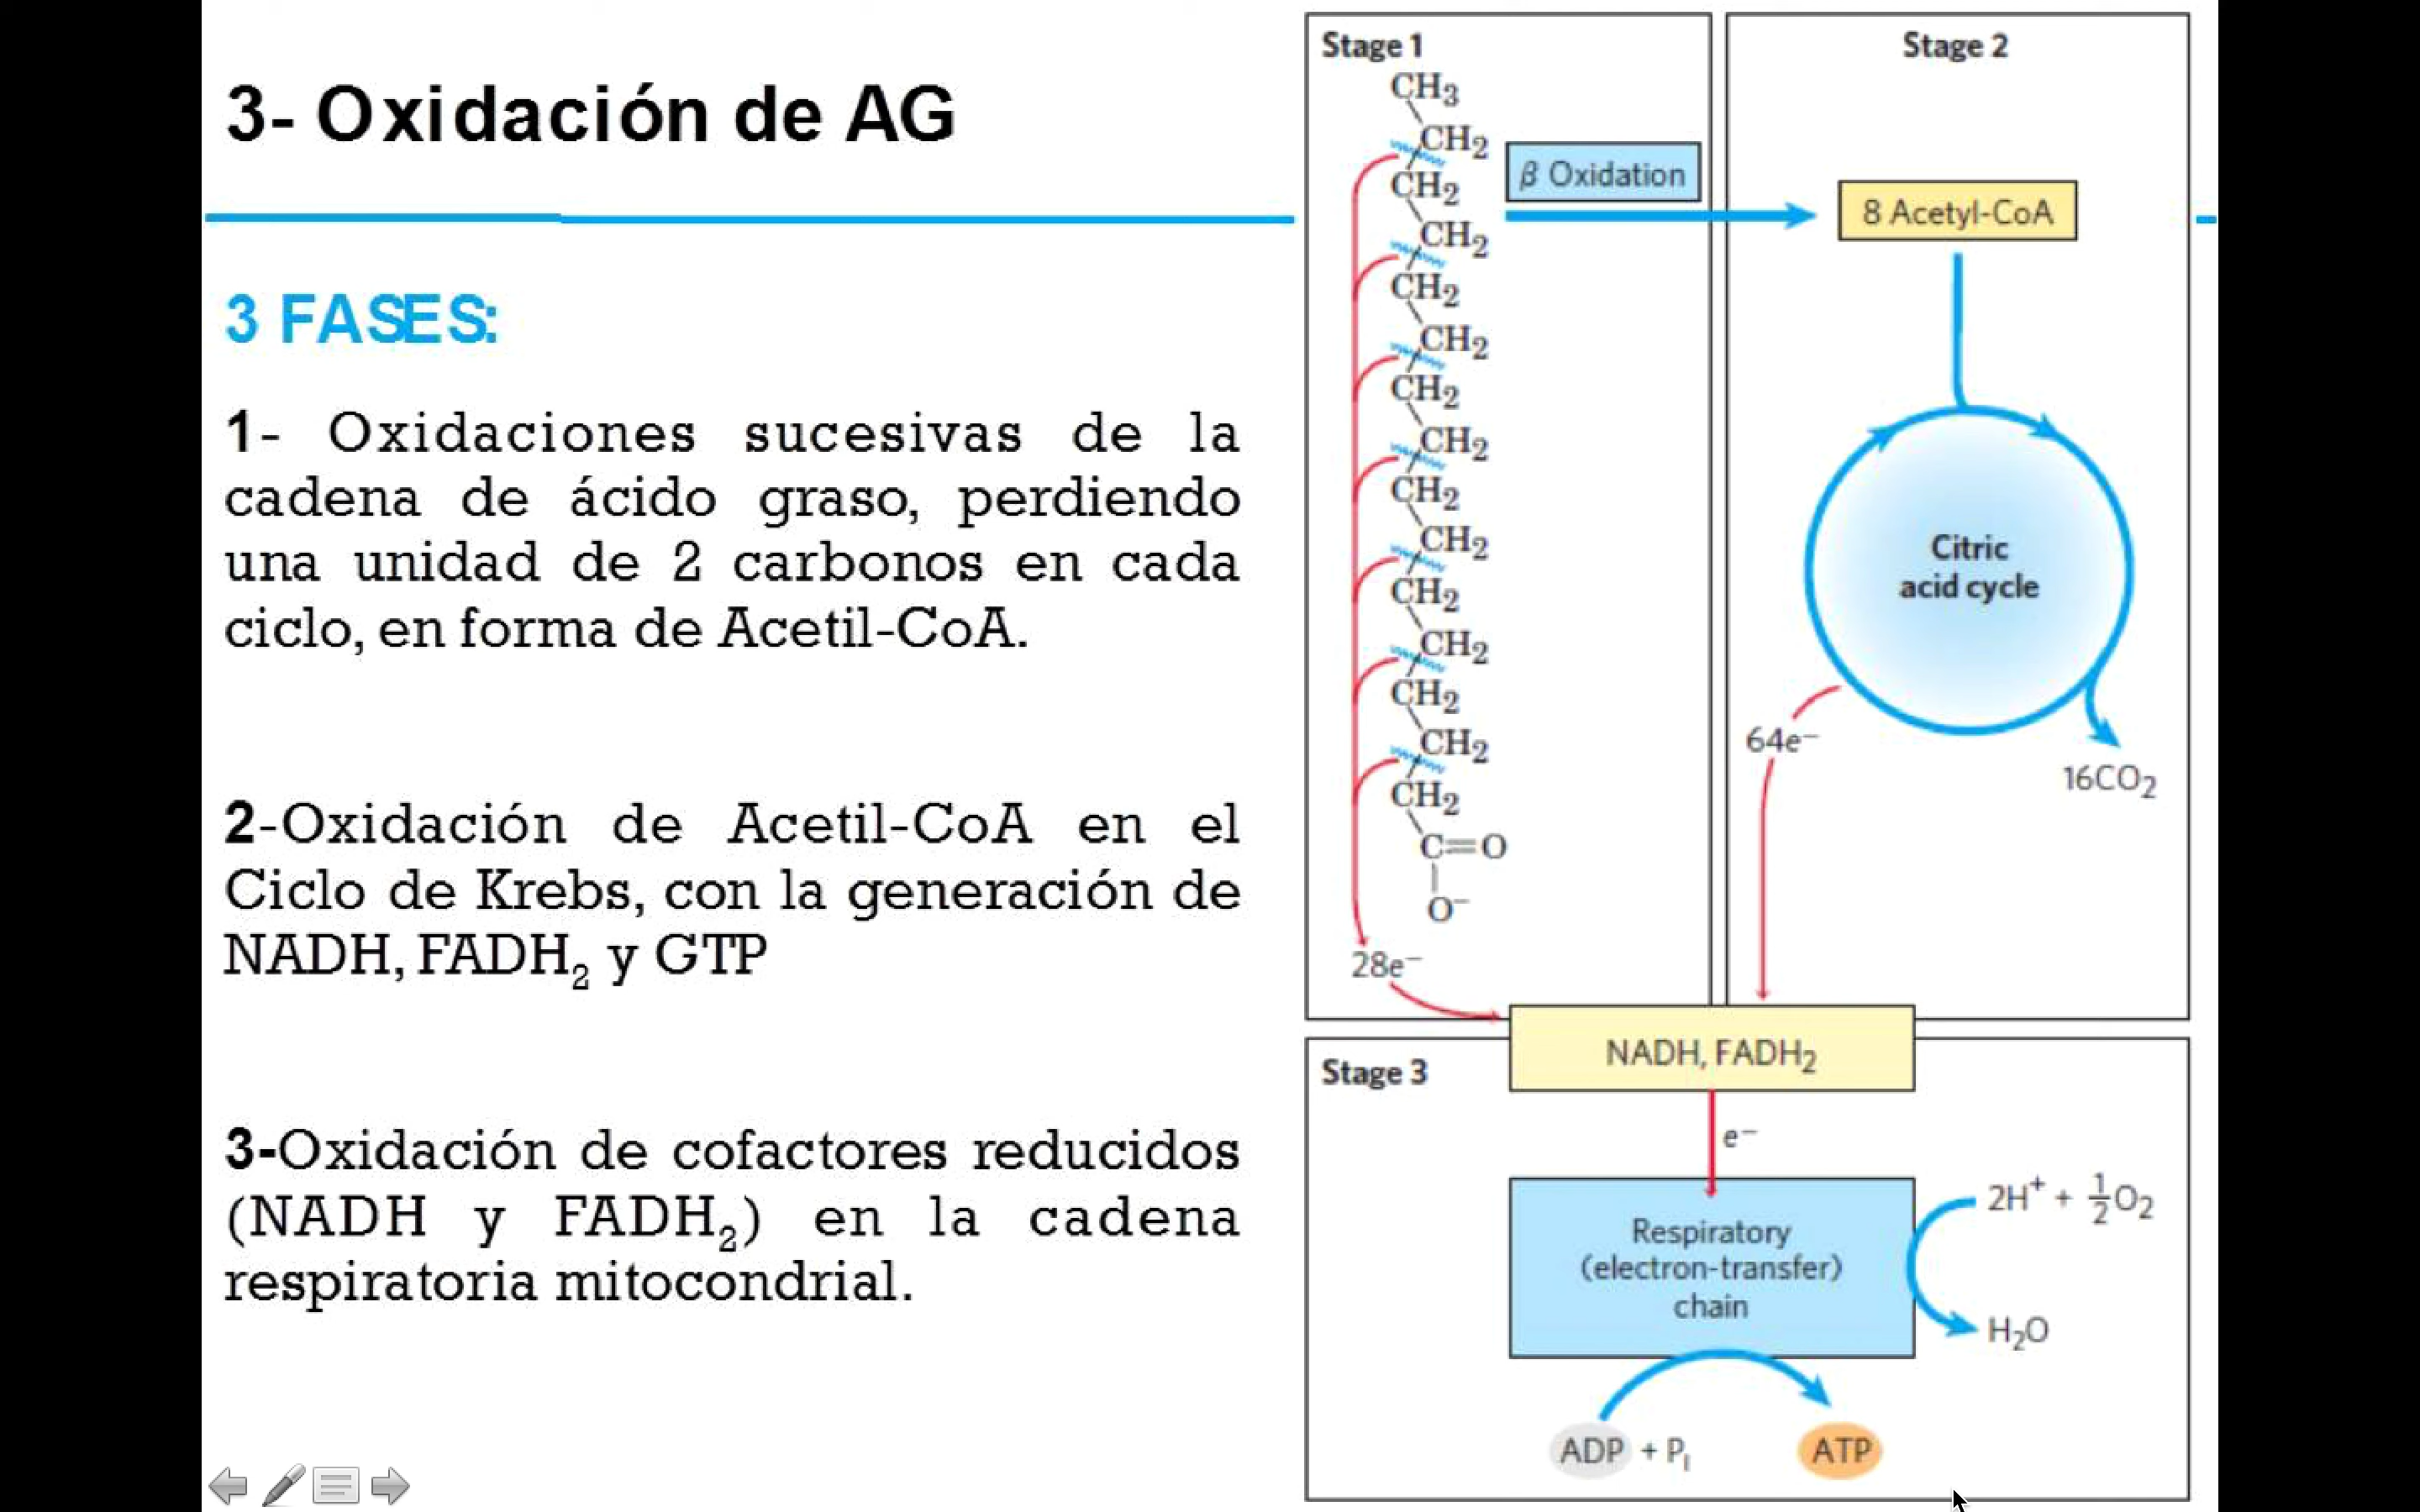 3- Oxidación de AG
3 FASES:
1- Oxidaciones sucesivas de la
cadena de ácido graso, perdiendo
una unidad de 2 carbonos en cada
ciclo, en forma de Acetil-CoA.
2-Oxidación de Acetil-CoA en el
Ciclo de Krebs, con la generación de
NADH, FADH₂ y GTP
3-Oxidación de cofactores reducidos
(NADH y FADH₂) en la cadena
respiratoria mitocondrial.
Stage 1
CH₃
CH₂
CH₂
CH₂
CH₂
CH₂
CH₂
CH₂
CH₂
CH₂
CH₂
CH₂
CH₂
CH₂
CH₂
C=O
O⁻
28e⁻
β Oxidation
Stage 2
8 Acetyl-CoA
Citric
acid cycle
64e⁻
16CO₂
Stage 3
NADH, FADH₂
e⁻
Respiratory
(electron-transfer)
chain
2H⁺ + ½O₂
H₂O
ADP + Pᵢ
ATP